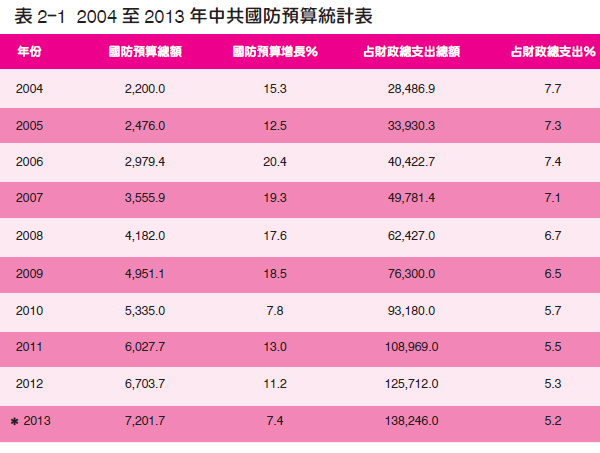 表 2-1 2004 至 2013 年中共國防預算統計表
年份 國防預算總額 國防預算增長% 占財政總支出總額 占財政總支出%
2004 2,200.0 15.3 28,486.9 7.7
2005 2,476.0 12.5 33,930.3 7.3
2006 2,979.4 20.4 40,422.7 7.4
2007 3,555.9 19.3 49,781.4 7.1
2008 4,182.0 17.6 62,427.0 6.7
2009 4,951.1 18.5 76,300.0 6.5
2010 5,335.0 7.8 93,180.0 5.7
2011 6,027.7 13.0 108,969.0 5.5
2012 6,703.7 11.2 125,712.0 5.3
* 2013 7,201.7 7.4 138,246.0 5.2